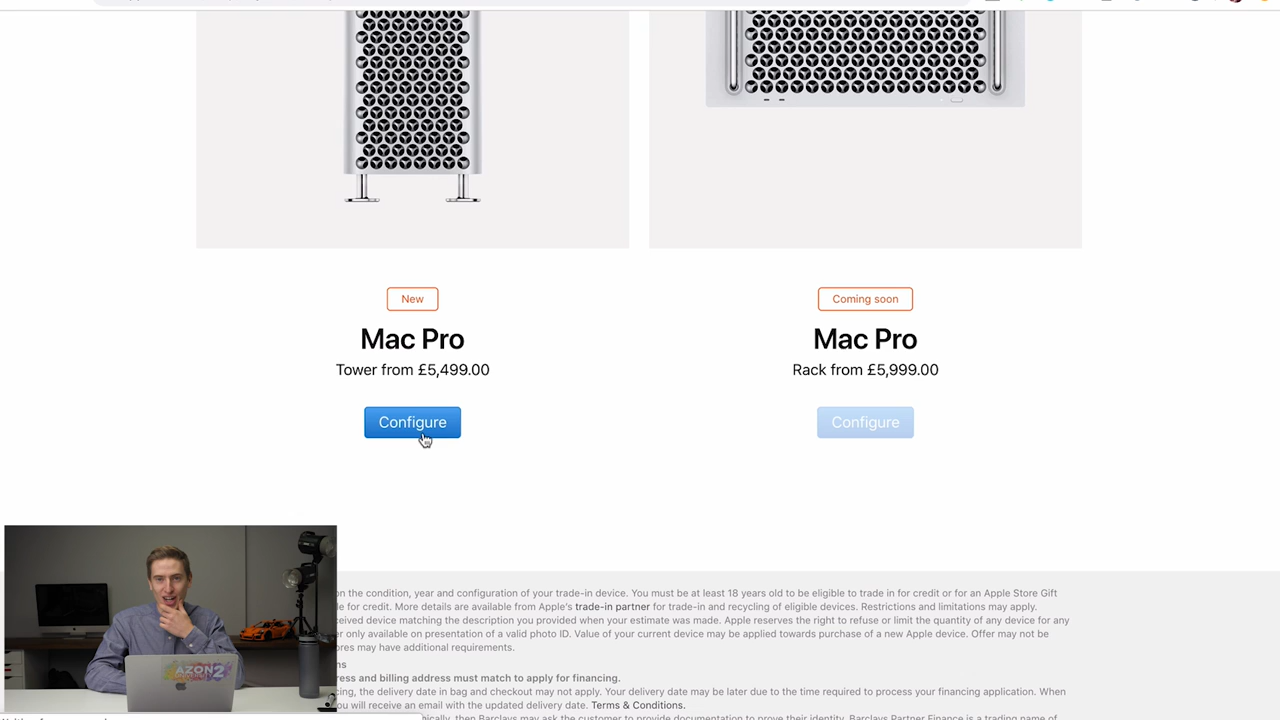 New
Coming soon
Mac Pro
Mac Pro
Tower from £5,499.00
Rack from £5,999.00
Configure
Configure
on the condition, year and configuration of your trade-in device. You must be at least 18 years old to be eligible to trade in for credit or for an Apple Store Gift
for credit. More details are available from Apple's trade-in partner for trade-in and recycling of eligible devices. Restrictions and limitations may apply.
device matching the description you provided when your estimate was made. Apple reserves the right to refuse or limit the quantity of any device for any
only available on presentation of a valid photo ID. Value of your current device may be applied towards purchase of a new Apple device. Offer may not be
may have additional requirements.
and billing address must match to apply for financing.
the delivery date in bag and checkout may not apply. Your delivery date may be later due to the time required to process your financing application. When
will receive an email with the updated delivery date. Terms & Conditions.
then Barclays may ask the customer to provide documentation to prove their identity. Barclays Partner Finance is a trading name of
AZON2